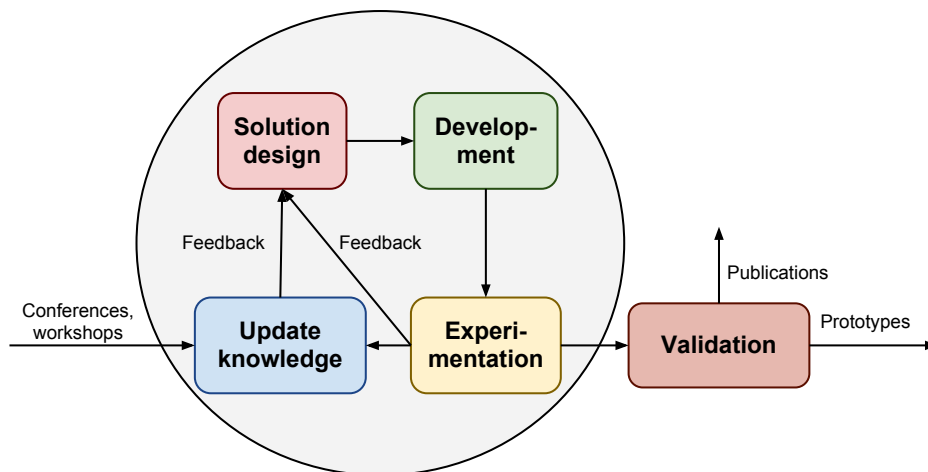 Solution
design
Develop-
ment
Feedback
Feedback
Publications
Conferences,
workshops
Update
knowledge
Experi-
mentation
Validation
Prototypes